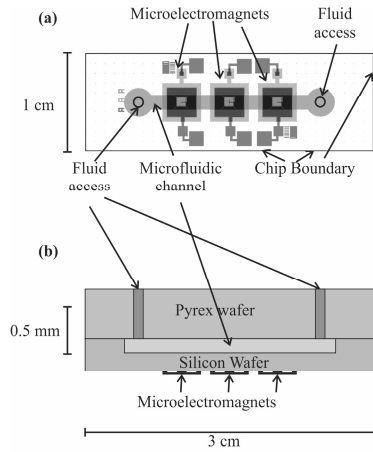 Microelectromagnets
Fluid
access
(a)
1 cm
Fluid
access
Microfluidic
channel
Chip Boundary
(b)
Pyrex wafer
0.5 mm
Silicon Wafer
Microelectromagnets
3 cm